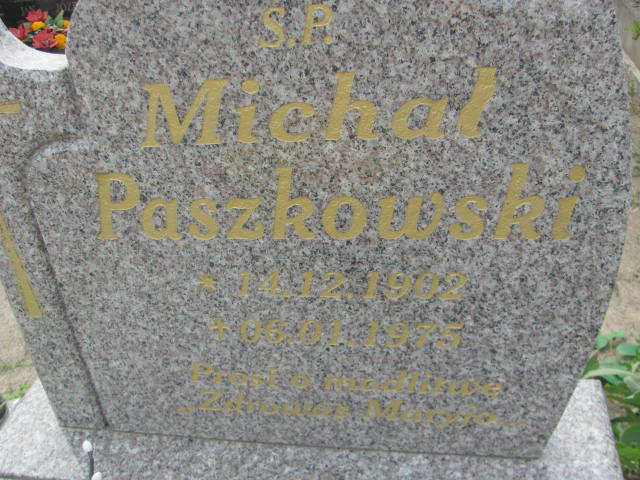 Ś.P.
Michał
Paszkowski
* 14.12.1902
† 06.01.1975
Prosi o modlitwę
„Zdrowaś Maryjo...